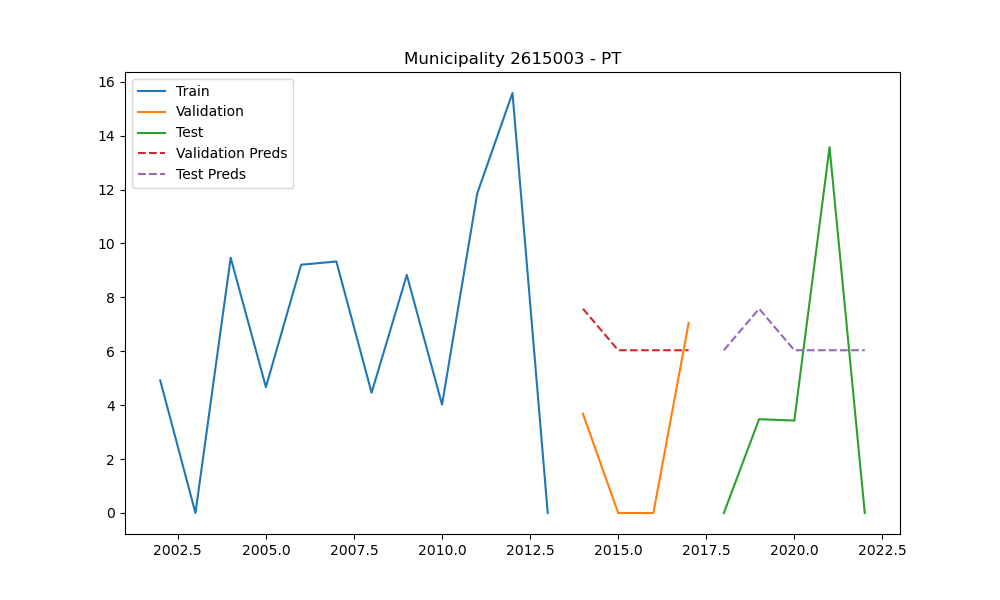 Municipality 2615003 - PT
Train
Validation
Test
Validation Preds
Test Preds
16
14
12
10
8
6
4
2
0
2002.5 2005.0 2007.5 2010.0 2012.5 2015.0 2017.5 2020.0 2022.5